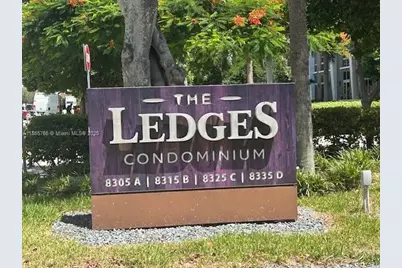 THE
LEDGES
CONDOMINIUM
8305 A | 8315 B | 8325 C | 8335 D